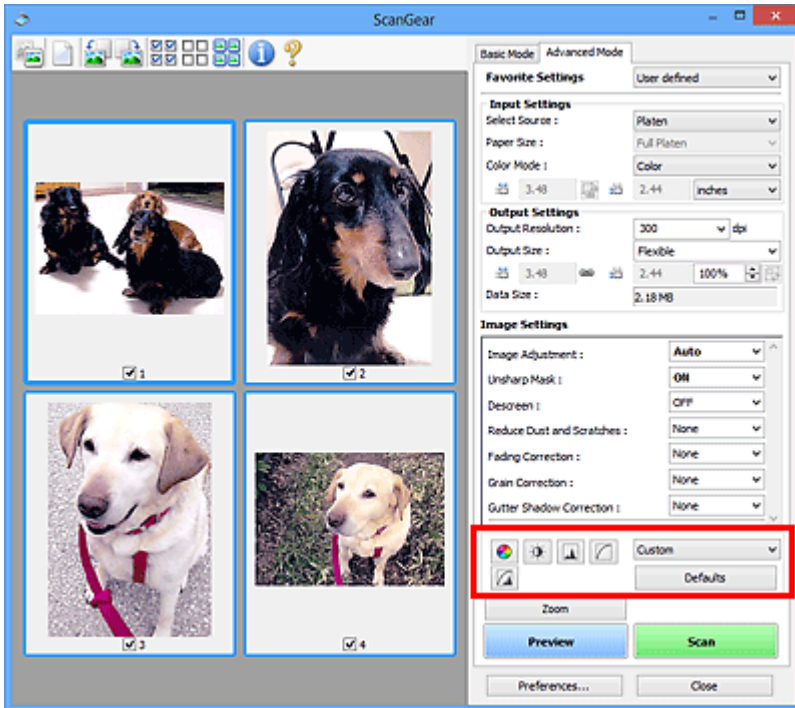 ScanGear
Basic Mode Advanced Mode
Favorite Settings User defined
Input Settings
Select Source : Platen
Paper Size : Full Platen
Color Mode : Color
3.48 2.44 inches
Output Settings
Output Resolution : 300 dpi
Output Size : Flexible
3.48 2.44 100%
Data Size : 2.18 MB
Image Settings
Image Adjustment : Auto
Unsharp Mask : ON
Descreen : OFF
Reduce Dust and Scratches : None
Fading Correction : None
Grain Correction : None
Gutter Shadow Correction : None
Custom
Defaults
Zoom
Preview Scan
Preferences... Close
1
2
3
4